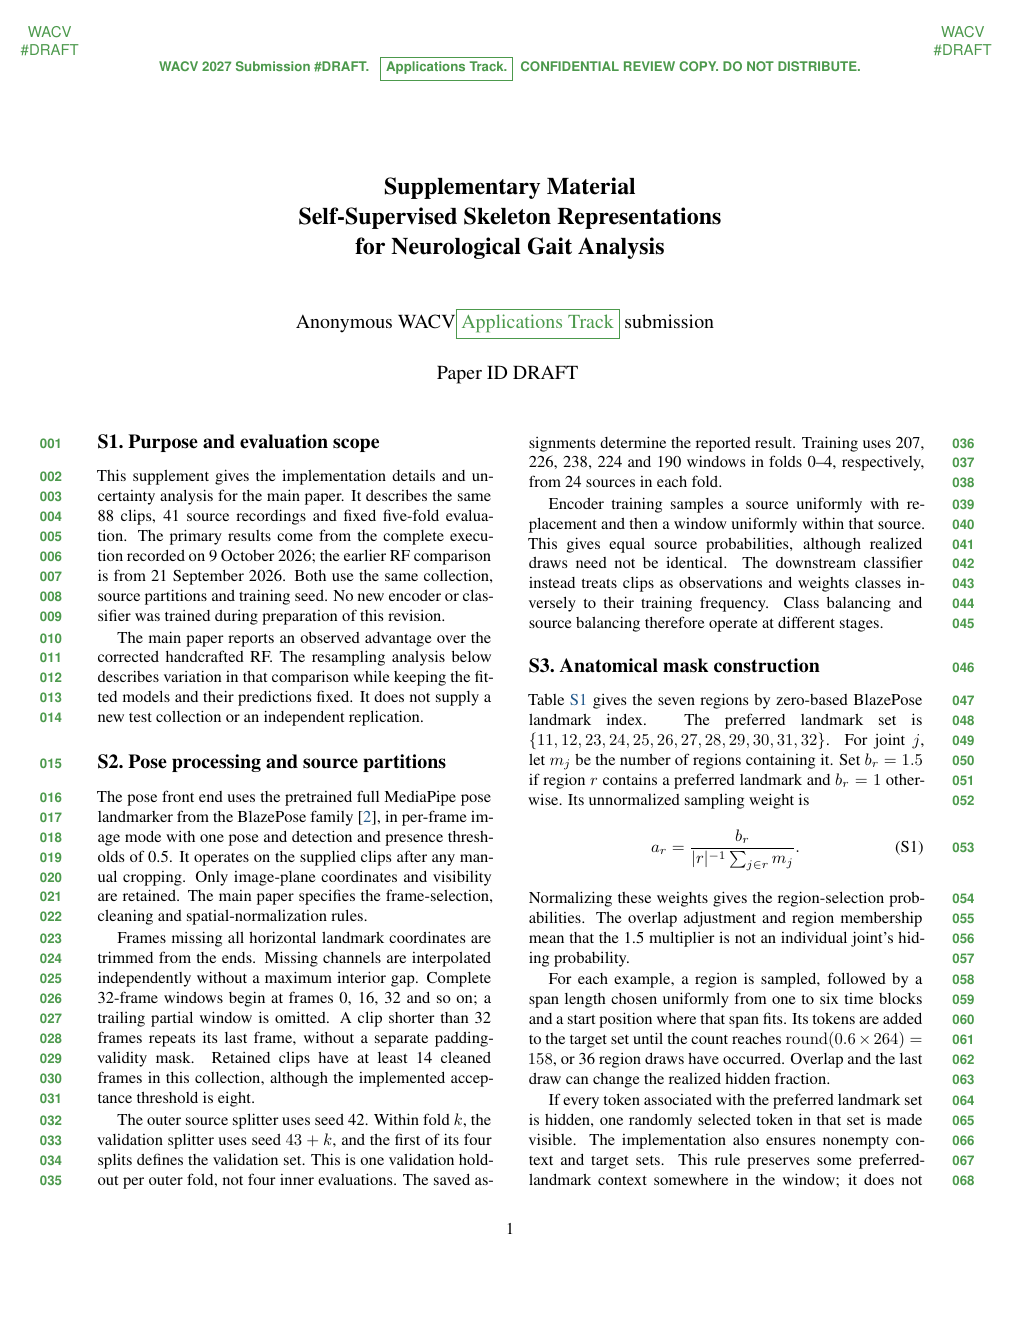 WACV
#DRAFT
WACV
#DRAFT
WACV 2027 Submission #DRAFT. Applications Track. CONFIDENTIAL REVIEW COPY. DO NOT DISTRIBUTE.
Supplementary Material
Self-Supervised Skeleton Representations
for Neurological Gait Analysis
Anonymous WACV Applications Track submission
Paper ID DRAFT
001 S1. Purpose and evaluation scope
002 This supplement gives the implementation details and un-
003 certainty analysis for the main paper. It describes the same
004 88 clips, 41 source recordings and fixed five-fold evalua-
005 tion. The primary results come from the complete execu-
006 tion recorded on 9 October 2026; the earlier RF comparison
007 is from 21 September 2026. Both use the same collection,
008 source partitions and training seed. No new encoder or clas-
009 sifier was trained during preparation of this revision.
010 The main paper reports an observed advantage over the
011 corrected handcrafted RF. The resampling analysis below
012 describes variation in that comparison while keeping the fit-
013 ted models and their predictions fixed. It does not supply a
014 new test collection or an independent replication.
015 S2. Pose processing and source partitions
016 The pose front end uses the pretrained full MediaPipe pose
017 landmarker from the BlazePose family [2], in per-frame im-
018 age mode with one pose and detection and presence thresh-
019 olds of 0.5. It operates on the supplied clips after any man-
020 ual cropping. Only image-plane coordinates and visibility
021 are retained. The main paper specifies the frame-selection,
022 cleaning and spatial-normalization rules.
023 Frames missing all horizontal landmark coordinates are
024 trimmed from the ends. Missing channels are interpolated
025 independently without a maximum interior gap. Complete
026 32-frame windows begin at frames 0, 16, 32 and so on; a
027 trailing partial window is omitted. A clip shorter than 32
028 frames repeats its last frame, without a separate padding-
029 validity mask. Retained clips have at least 14 cleaned
030 frames in this collection, although the implemented accep-
031 tance threshold is eight.
032 The outer source splitter uses seed 42. Within fold k, the
033 validation splitter uses seed 43 + k, and the first of its four
034 splits defines the validation set. This is one validation hold-
035 out per outer fold, not four inner evaluations. The saved as-
signments determine the reported result. Training uses 207, 036
226, 238, 224 and 190 windows in folds 0–4, respectively, 037
from 24 sources in each fold. 038
Encoder training samples a source uniformly with re- 039
placement and then a window uniformly within that source. 040
This gives equal source probabilities, although realized 041
draws need not be identical. The downstream classifier 042
instead treats clips as observations and weights classes in- 043
versely to their training frequency. Class balancing and 044
source balancing therefore operate at different stages. 045
S3. Anatomical mask construction 046
Table S1 gives the seven regions by zero-based BlazePose 047
landmark index. The preferred landmark set is 048
{11, 12, 23, 24, 25, 26, 27, 28, 29, 30, 31, 32}. For joint j, 049
let m_j be the number of regions containing it. Set b_r = 1.5 050
if region r contains a preferred landmark and b_r = 1 other- 051
wise. Its unnormalized sampling weight is 052
a_r = b_r / (|r|^{-1} ∑_{j∈r} m_j). (S1) 053
Normalizing these weights gives the region-selection prob- 054
abilities. The overlap adjustment and region membership 055
mean that the 1.5 multiplier is not an individual joint's hid- 056
ing probability. 057
For each example, a region is sampled, followed by a 058
span length chosen uniformly from one to six time blocks 059
and a start position where that span fits. Its tokens are added 060
to the target set until the count reaches round(0.6 × 264) = 061
158, or 36 region draws have occurred. Overlap and the last 062
draw can change the realized hidden fraction. 063
If every token associated with the preferred landmark set 064
is hidden, one randomly selected token in that set is made 065
visible. The implementation also ensures nonempty con- 066
text and target sets. This rule preserves some preferred- 067
landmark context somewhere in the window; it does not 068
1